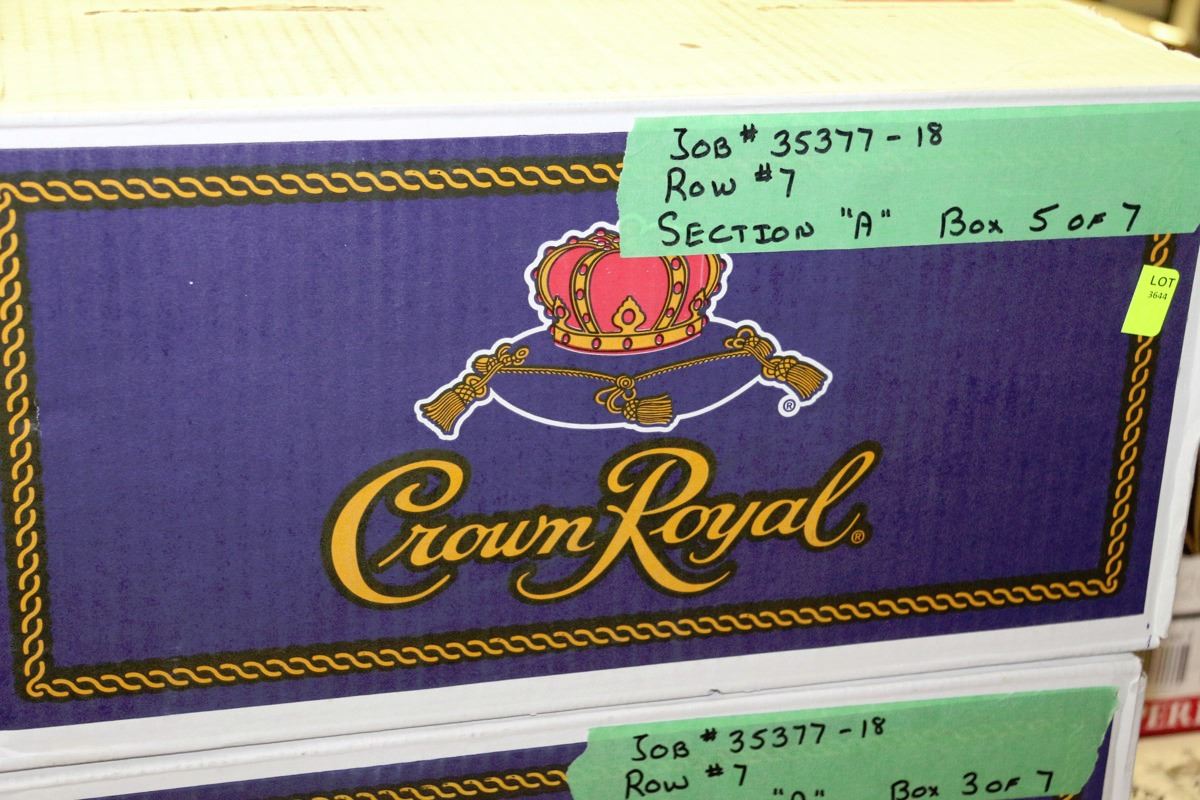 JOB # 35377-18
ROW #7
SECTION "A" BOX 5 OF 7
LOT
3644
®
Crown Royal®
JOB # 35377-18
ROW #7
"A" BOX 3 OF 7